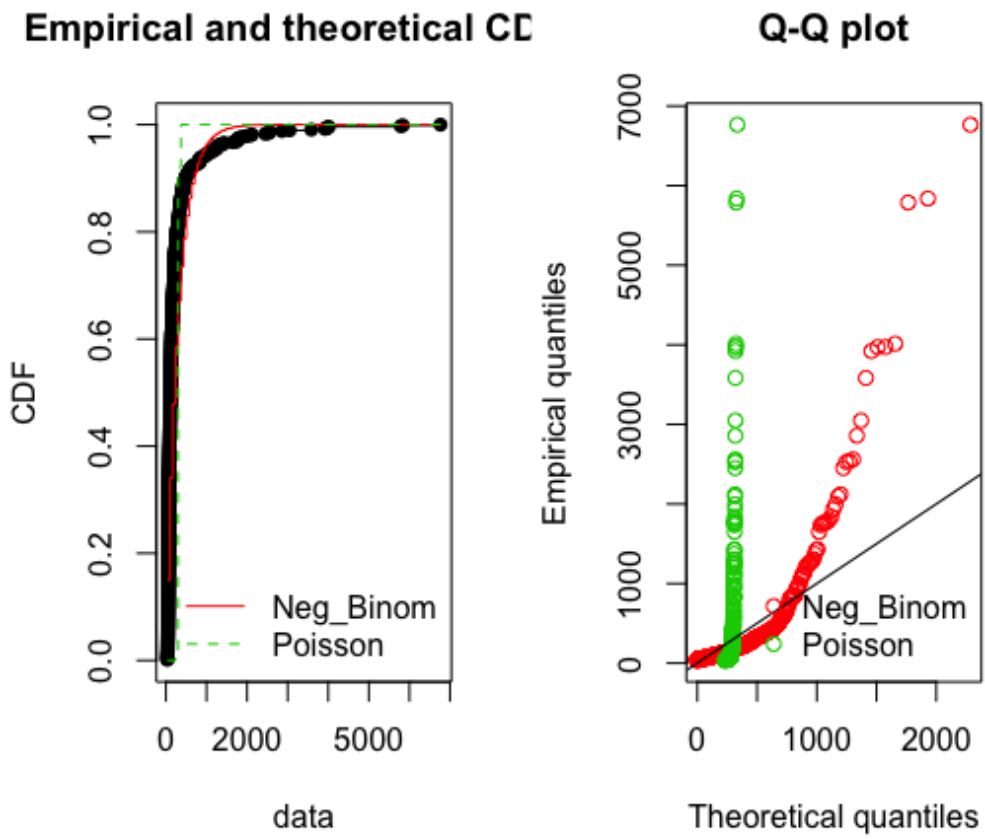 Empirical and theoretical CD
CDF
0.0 0.2 0.4 0.6 0.8 1.0
Neg_Binom
Poisson
0 2000 5000
data
Q-Q plot
Empirical quantiles
0 1000 3000 5000 7000
Neg_Binom
Poisson
0 1000 2000
Theoretical quantiles